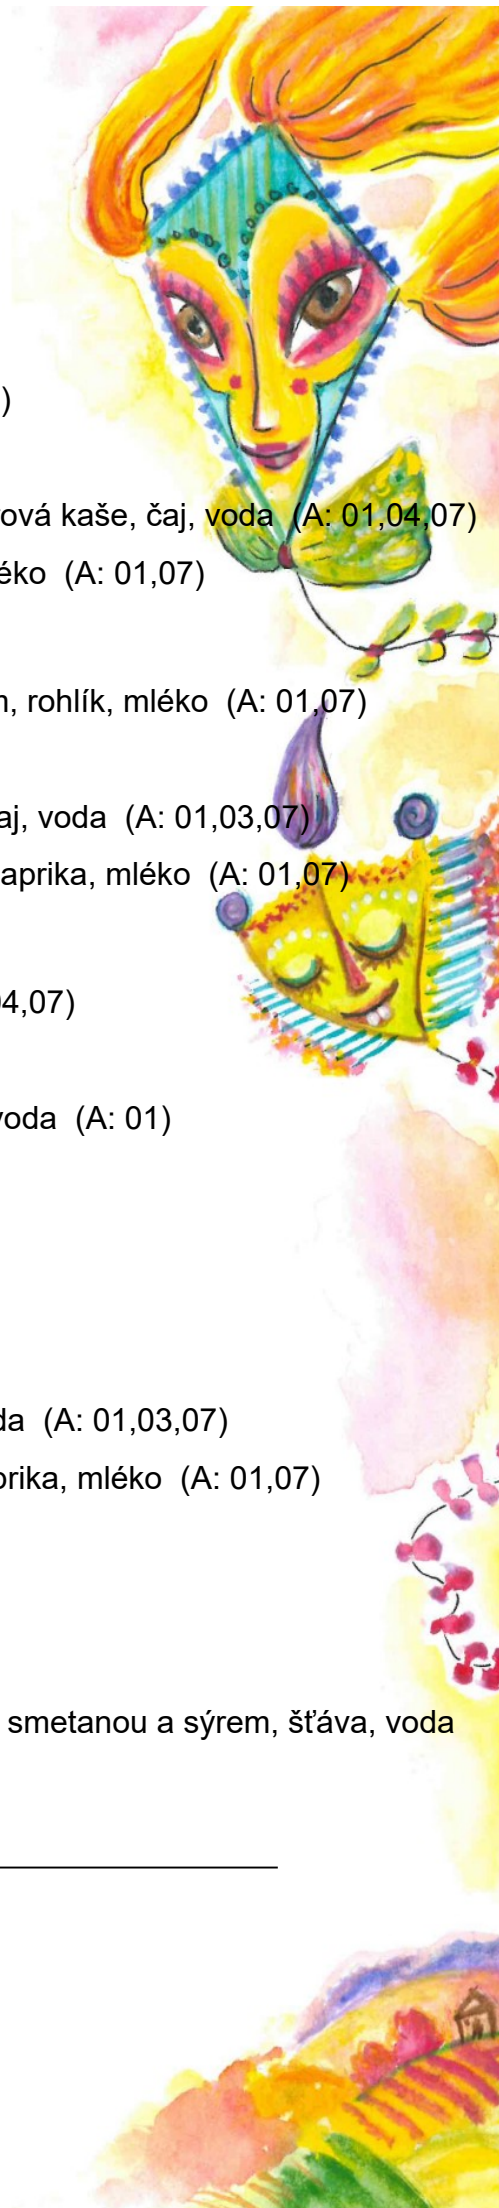 )
ová kaše, čaj, voda (A: 01,04,07)
éko (A: 01,07)
, rohlík, mléko (A: 01,07)
aj, voda (A: 01,03,07)
aprika, mléko (A: 01,07)
04,07)
voda (A: 01)
da (A: 01,03,07)
prika, mléko (A: 01,07)
smetanou a sýrem, šťáva, voda